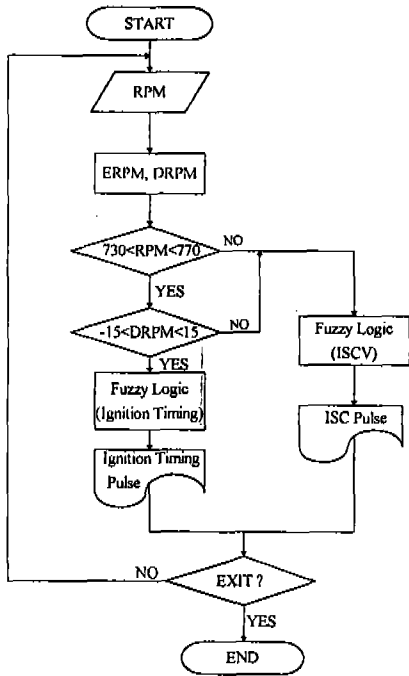 START
RPM
ERPM, DRPM
730<RPM<770
NO
YES
-15<DRPM<15
NO
YES
Fuzzy Logic
(Ignition Timing)
Ignition Timing
Pulse
Fuzzy Logic
(ISCV)
ISC Pulse
EXIT ?
NO
YES
END